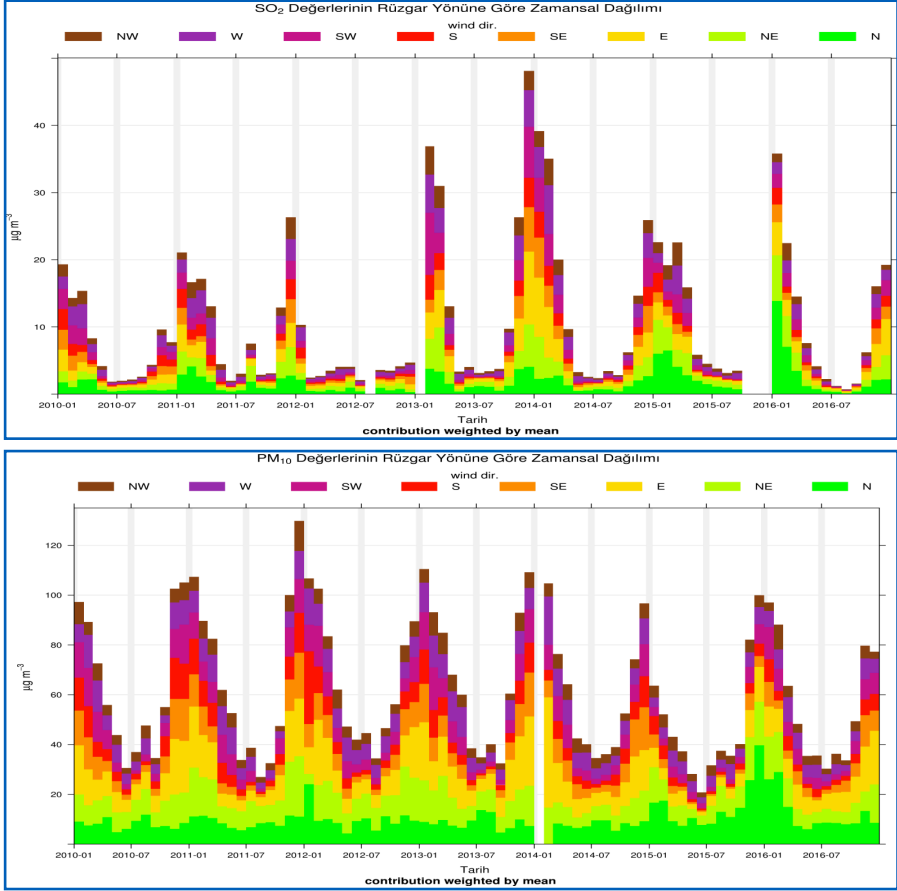 SO₂ Değerlerinin Rüzgar Yönüne Göre Zamansal Dağılımı
wind dir.
NW W SW S SE E NE N
µg m⁻³
40
30
20
10
2010-01 2010-07 2011-01 2011-07 2012-01 2012-07 2013-01 2013-07 2014-01 2014-07 2015-01 2015-07 2016-01 2016-07
Tarih
contribution weighted by mean
PM₁₀ Değerlerinin Rüzgar Yönüne Göre Zamansal Dağılımı
wind dir.
NW W SW S SE E NE N
µg m⁻³
120
100
80
60
40
20
2010-01 2010-07 2011-01 2011-07 2012-01 2012-07 2013-01 2013-07 2014-01 2014-07 2015-01 2015-07 2016-01 2016-07
Tarih
contribution weighted by mean